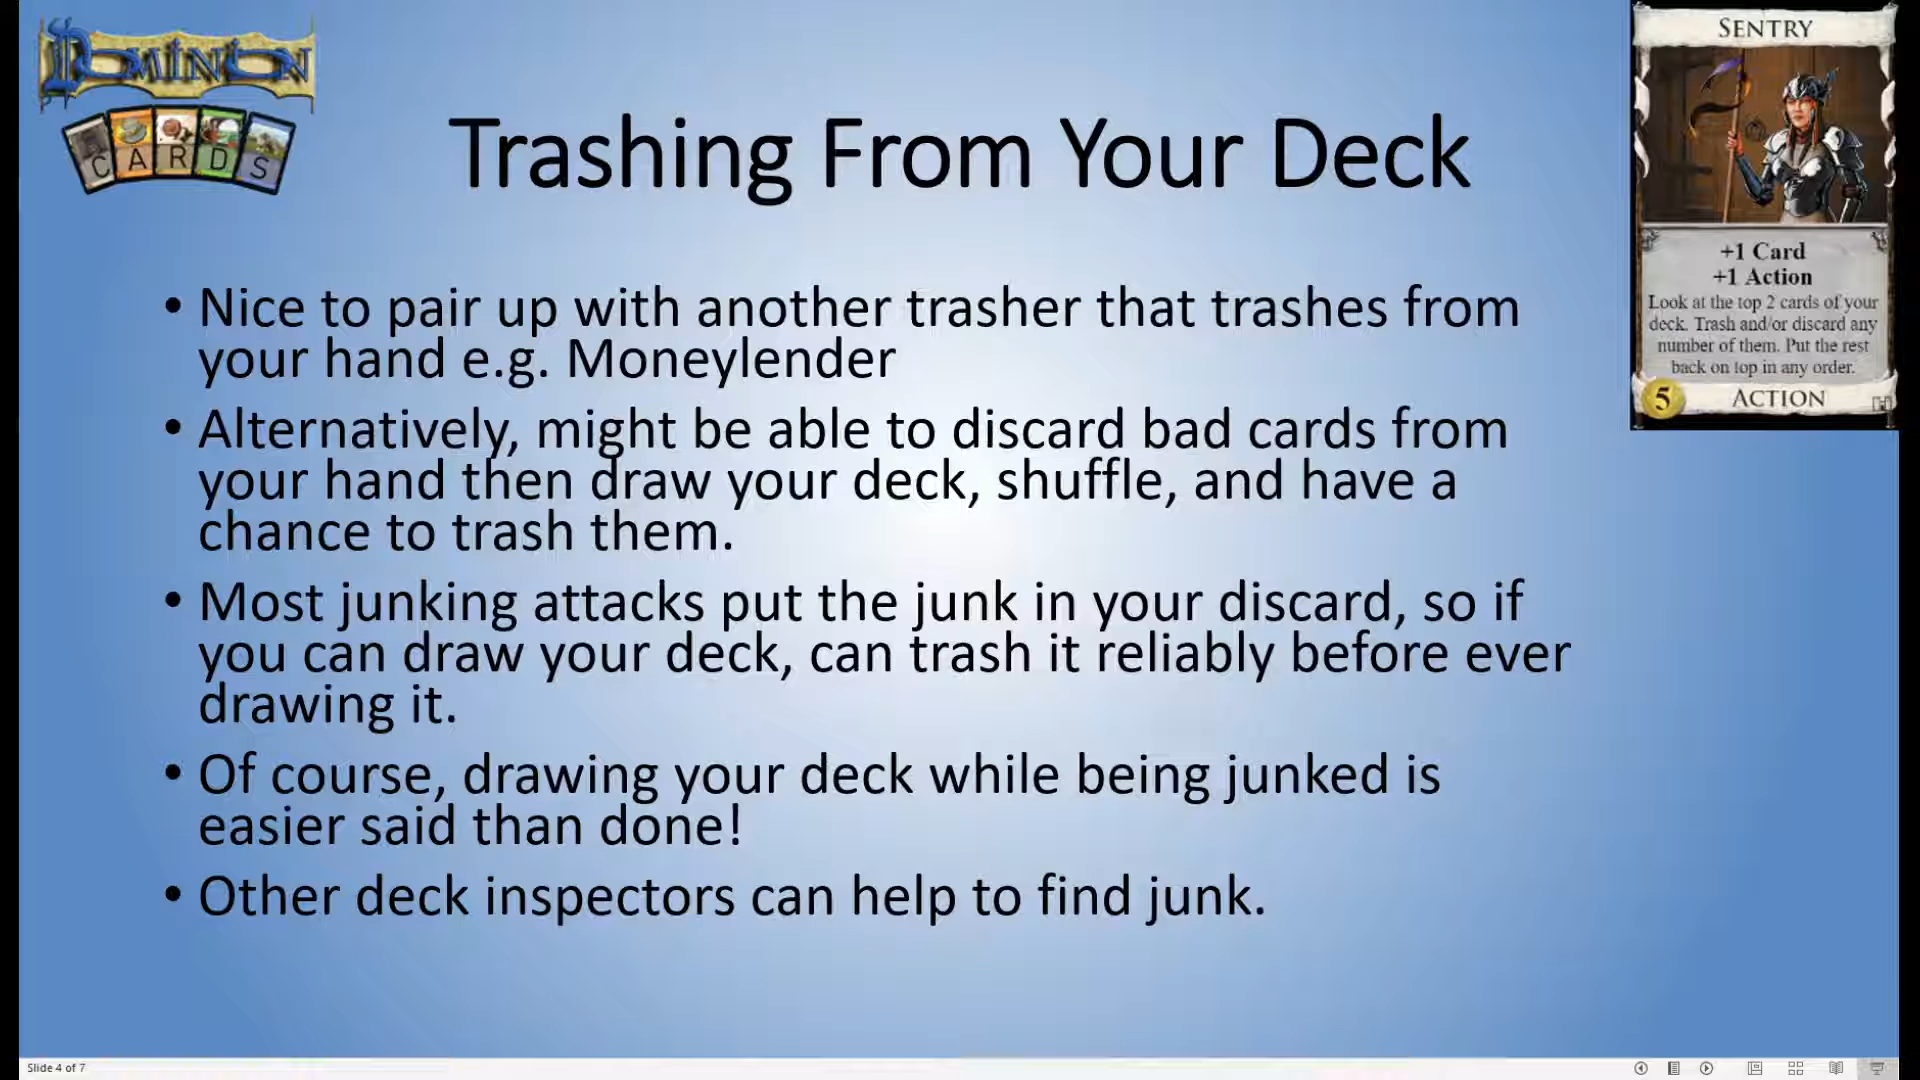 DOMINION
CARDS
Trashing From Your Deck
• Nice to pair up with another trasher that trashes from
your hand e.g. Moneylender
• Alternatively, might be able to discard bad cards from
your hand then draw your deck, shuffle, and have a
chance to trash them.
• Most junking attacks put the junk in your discard, so if
you can draw your deck, can trash it reliably before ever
drawing it.
• Of course, drawing your deck while being junked is
easier said than done!
• Other deck inspectors can help to find junk.
SENTRY
+1 Card
+1 Action
Look at the top 2 cards of your
deck. Trash and/or discard any
number of them. Put the rest
back on top in any order.
5 ACTION
Slide 4 of 7